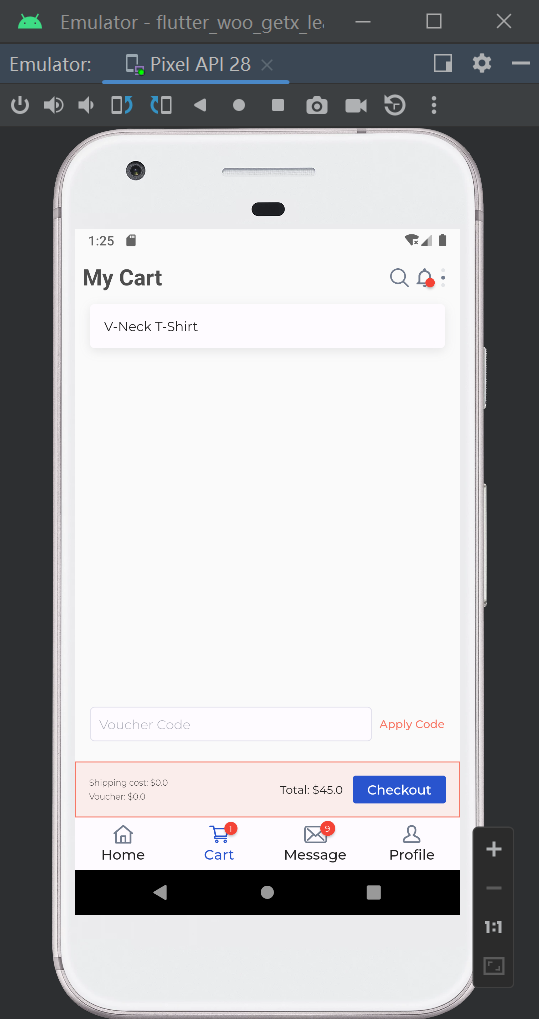 Emulator - flutter_woo_getx_le
Emulator: Pixel API 28
1:25
My Cart
V-Neck T-Shirt
Voucher Code Apply Code
Shipping cost: $0.0
Voucher: $0.0
Total: $45.0 Checkout
1 9
Home Cart Message Profile
1:1